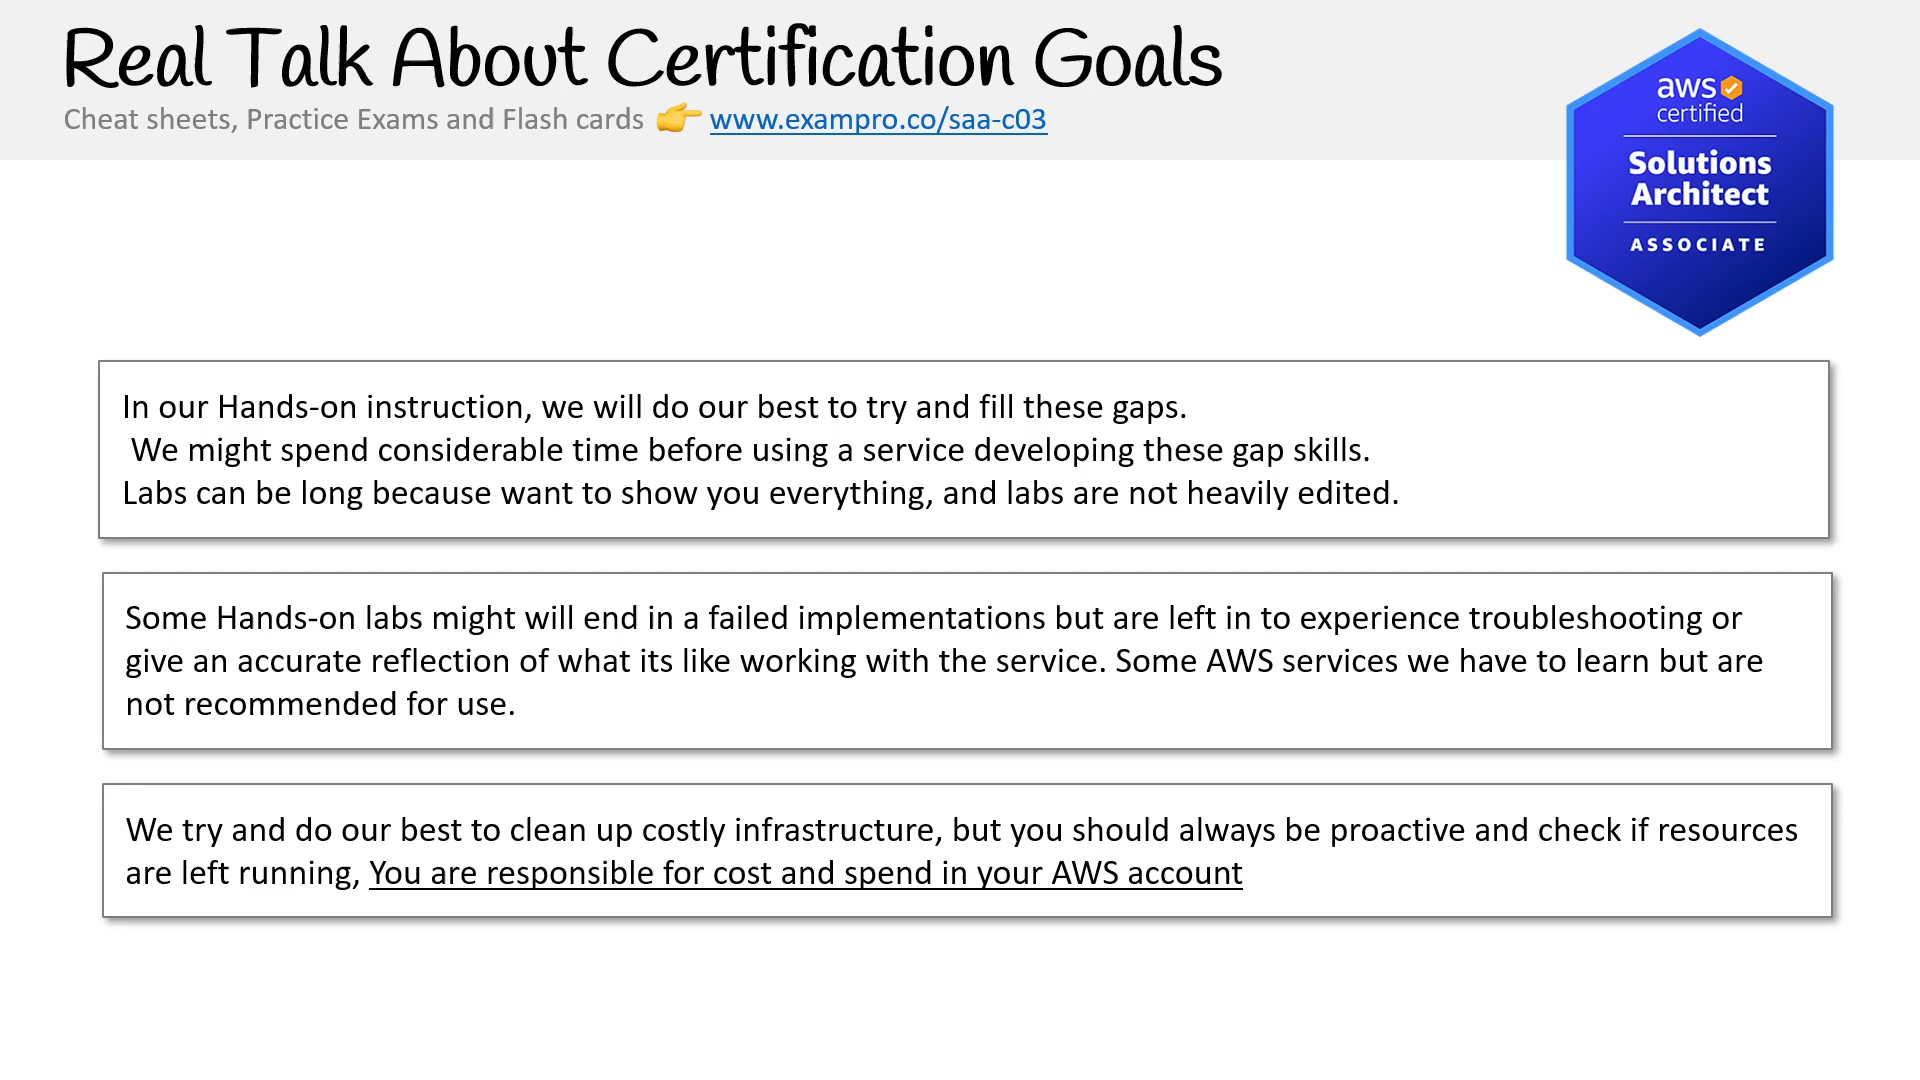 Real Talk About Certification Goals
Cheat sheets, Practice Exams and Flash cards 👉 www.exampro.co/saa-c03
aws
certified
Solutions
Architect
ASSOCIATE
In our Hands-on instruction, we will do our best to try and fill these gaps.
We might spend considerable time before using a service developing these gap skills.
Labs can be long because want to show you everything, and labs are not heavily edited.
Some Hands-on labs might will end in a failed implementations but are left in to experience troubleshooting or
give an accurate reflection of what its like working with the service. Some AWS services we have to learn but are
not recommended for use.
We try and do our best to clean up costly infrastructure, but you should always be proactive and check if resources
are left running, You are responsible for cost and spend in your AWS account